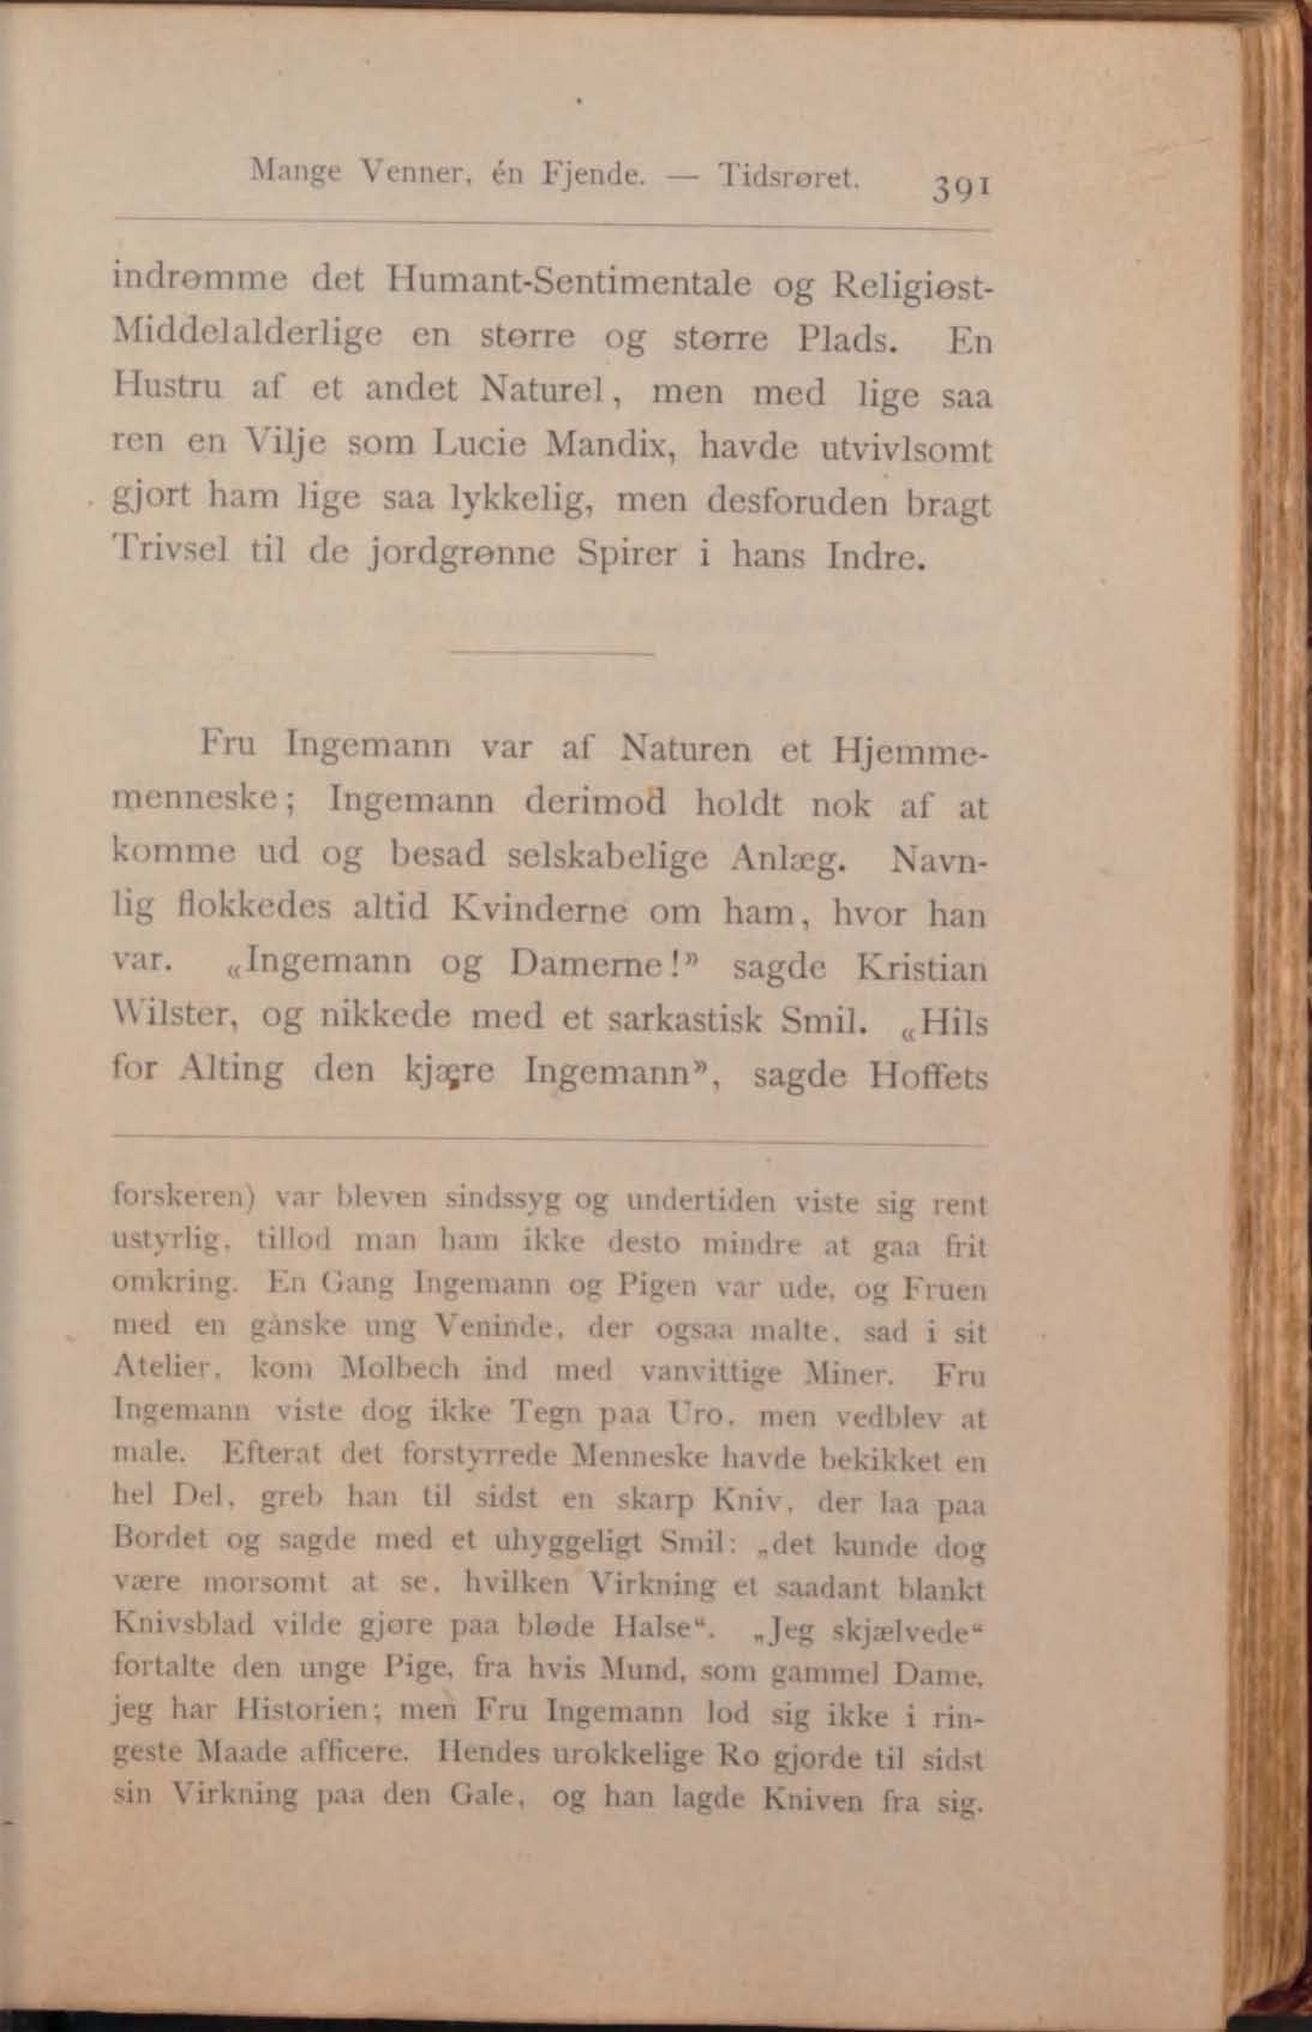 Mange Venner, én Fjende. — Tidsrøret. 391
indrømme det Humant-Sentimentale og Religiøst-
Middelalderlige en større og større Plads. En
Hustru af et andet Naturel, men med lige saa
ren en Vilje som Lucie Mandix, havde utvivlsomt
gjort ham lige saa lykkelig, men desforuden bragt
Trivsel til de jordgrønne Spirer i hans Indre.
Fru Ingemann var af Naturen et Hjemme-
menneske; Ingemann derimod holdt nok af at
komme ud og besad selskabelige Anlæg. Navn-
lig flokkedes altid Kvinderne om ham, hvor han
var. «Ingemann og Damerne!» sagde Kristian
Wilster, og nikkede med et sarkastisk Smil. «Hils
for Alting den kjære Ingemann», sagde Hoffets
forskeren) var bleven sindssyg og undertiden viste sig rent
ustyrlig, tillod man ham ikke desto mindre at gaa frit
omkring. En Gang Ingemann og Pigen var ude, og Fruen
med en ganske ung Veninde, der ogsaa malte, sad i sit
Atelier, kom Molbech ind med vanvittige Miner. Fru
Ingemann viste dog ikke Tegn paa Uro, men vedblev at
male. Efterat det forstyrrede Menneske havde bekikket en
hel Del, greb han til sidst en skarp Kniv, der laa paa
Bordet og sagde med et uhyggeligt Smil: „det kunde dog
være morsomt at se, hvilken Virkning et saadant blankt
Knivsblad vilde gjøre paa bløde Halse“. „Jeg skjælvede“
fortalte den unge Pige, fra hvis Mund, som gammel Dame,
jeg har Historien; men Fru Ingemann lod sig ikke i rin-
geste Maade afficere. Hendes urokkelige Ro gjorde til sidst
sin Virkning paa den Gale, og han lagde Kniven fra sig.